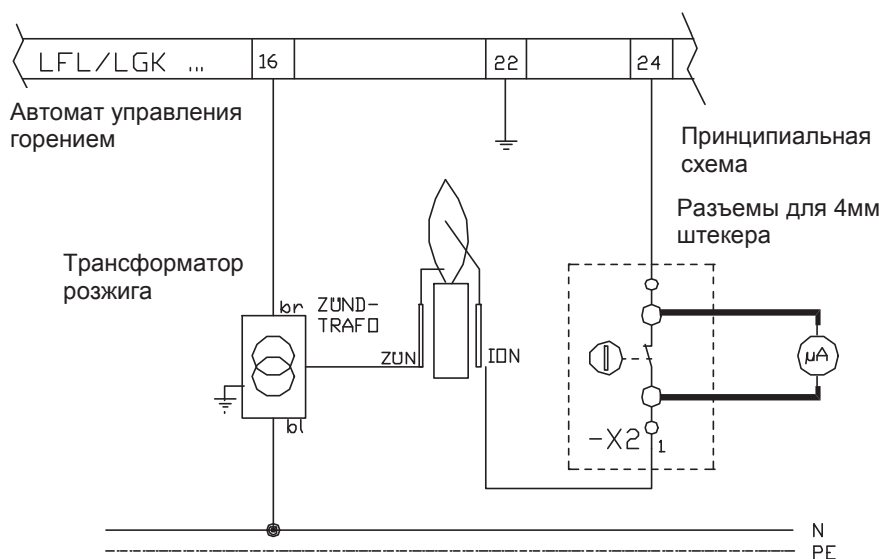 LFL/LGK ...
16
22
24
Автомат управления
горением
Принципиальная
схема
Разъемы для 4мм
штекера
Трансформатор
розжига
br
ZÜND-
TRAFO
ZÜN
ION
µA
bl
-X2
1
N
PE